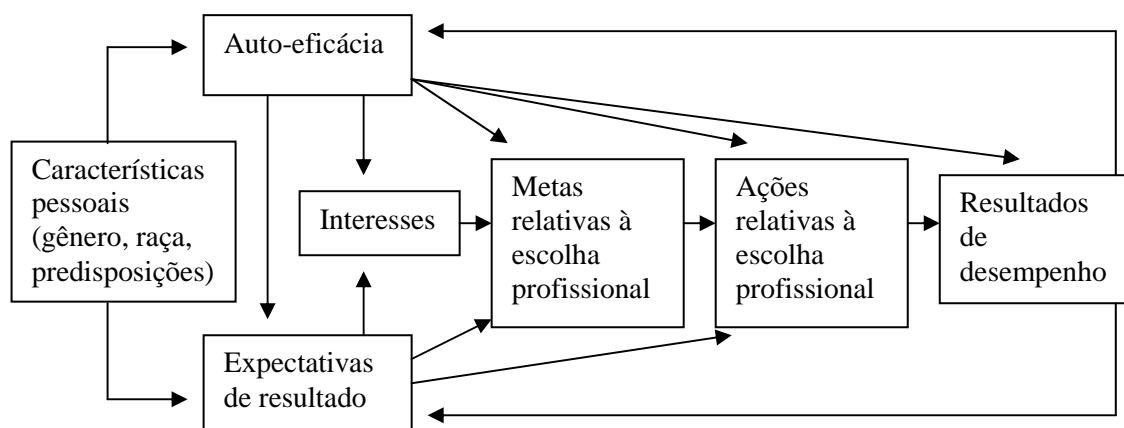 Auto-eficácia
Característiças
pessoais
(gênero, raça,
predisposições)
Interesses
Metas
relativas à
escolha
profissional
Ações
relativas à
escolha
profissional
Resultados
de
desempenho
Expectativas
de resultado